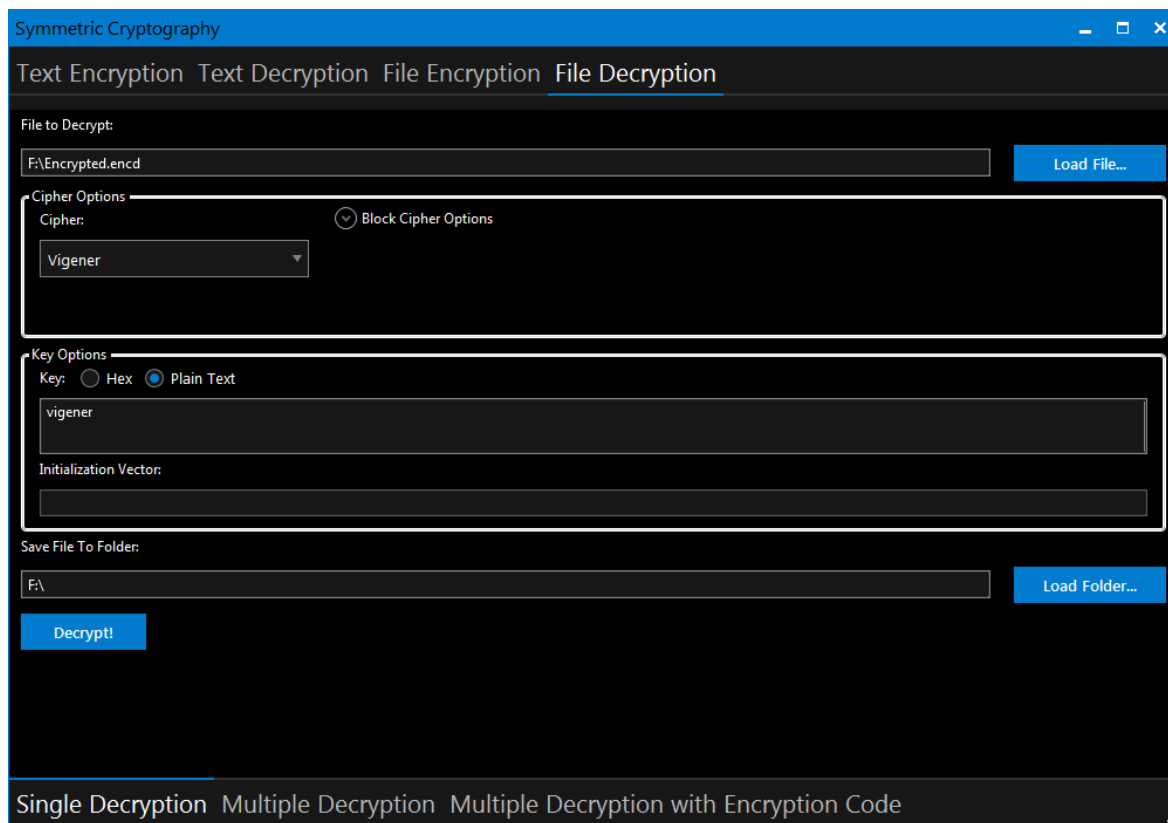 Symmetric Cryptography
Text Encryption Text Decryption File Encryption File Decryption
File to Decrypt:
F:\Encrypted.encd
Load File...
Cipher Options
Cipher:
Block Cipher Options
Vigener
Key Options
Key: Hex Plain Text
vigener
Initialization Vector:
Save File To Folder:
F:\
Load Folder...
Decrypt!
Single Decryption Multiple Decryption Multiple Decryption with Encryption Code